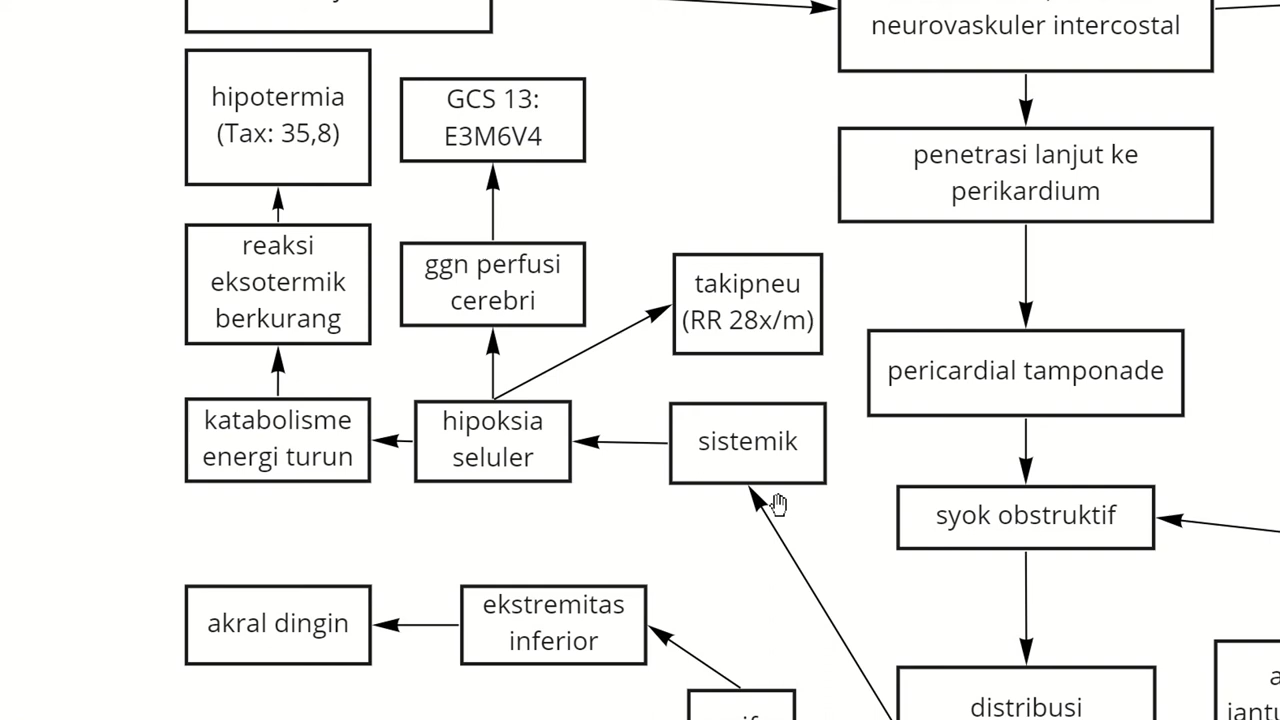 neurovaskuler intercostal
hipotermia
(Tax: 35,8)
GCS 13:
E3M6V4
penetrasi lanjut ke
perikardium
reaksi
eksotermik
berkurang
ggn perfusi
cerebri
takipneu
(RR 28x/m)
pericardial tamponade
katabolisme
energi turun
hipoksia
seluler
sistemik
syok obstruktif
akral dingin
ekstremitas
inferior
distribusi